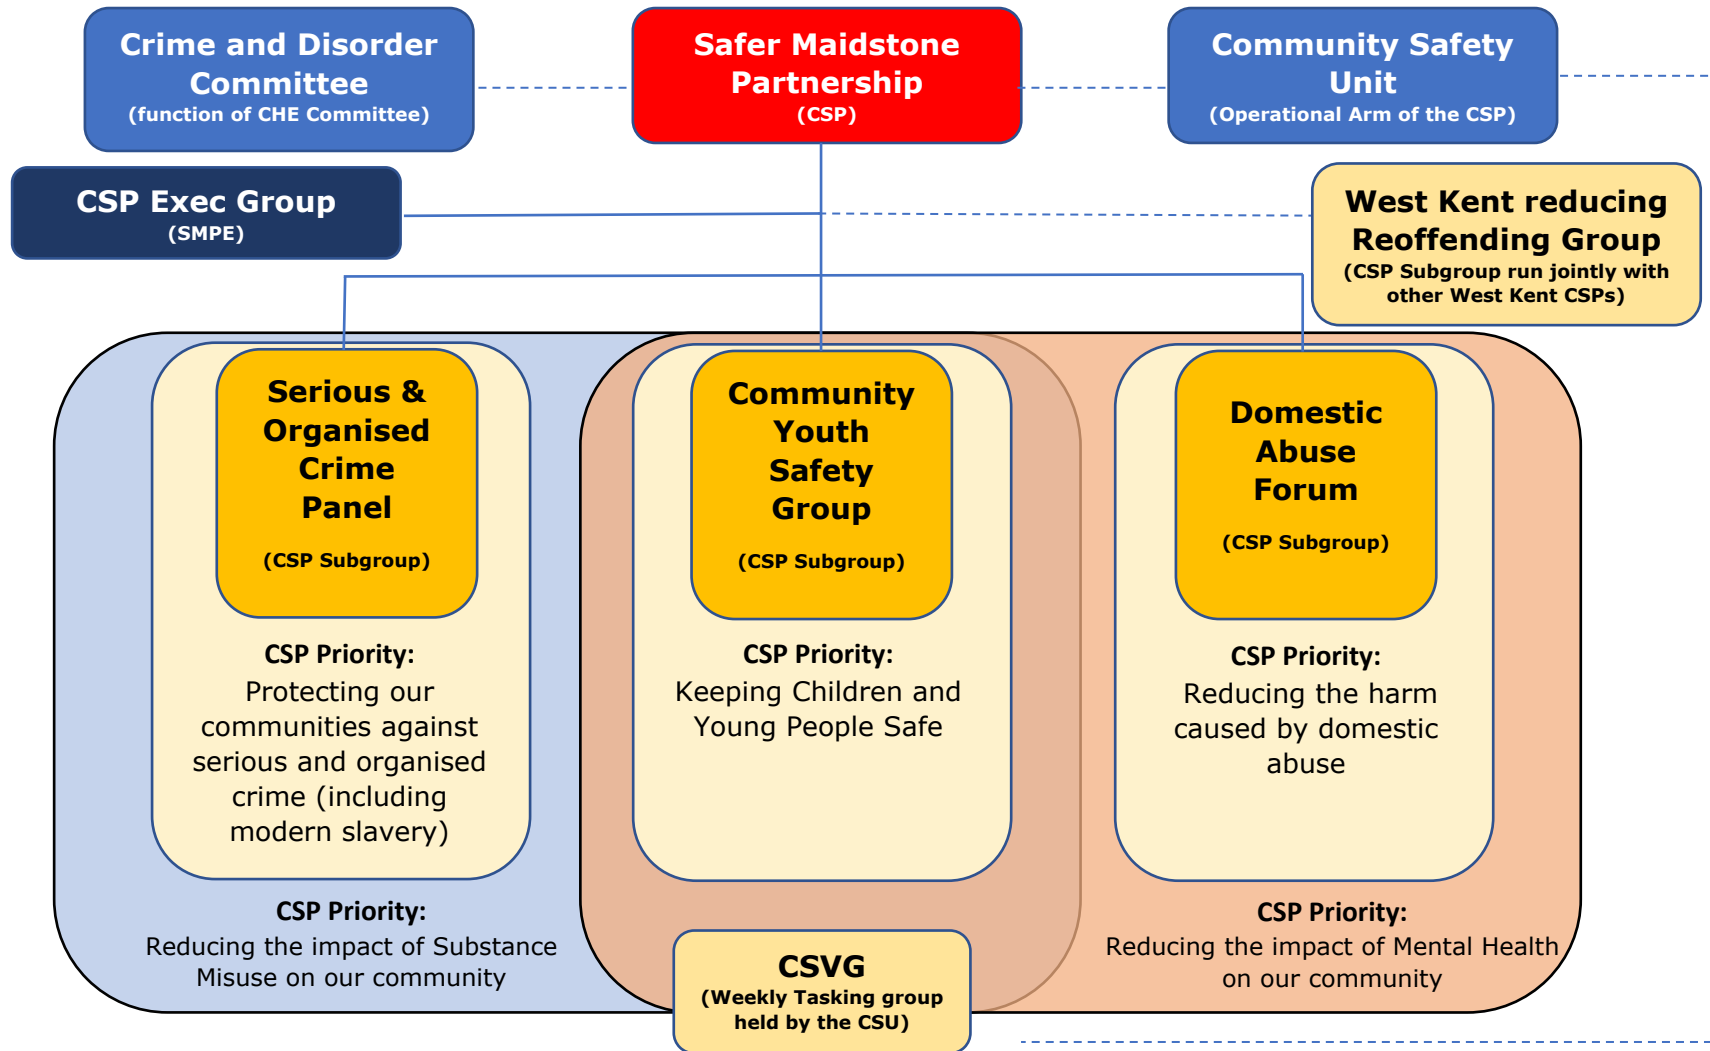 Crime and Disorder
Committee
(function of CHE Committee)
Safer Maidstone
Partnership
(CSP)
Community Safety
Unit
(Operational Arm of the CSP)
CSP Exec Group
(SMPE)
West Kent reducing
Reoffending Group
(CSP Subgroup run jointly with
other West Kent CSPs)
Serious &
Organised
Crime
Panel
(CSP Subgroup)
CSP Priority:
Protecting our
communities against
serious and organised
crime (including
modern slavery)
Community
Youth
Safety
Group
(CSP Subgroup)
CSP Priority:
Keeping Children and
Young People Safe
Domestic
Abuse
Forum
(CSP Subgroup)
CSP Priority:
Reducing the harm
caused by domestic
abuse
CSP Priority:
Reducing the impact of Substance
Misuse on our community
CSVG
(Weekly Tasking group
held by the CSU)
CSP Priority:
Reducing the impact of Mental Health
on our community